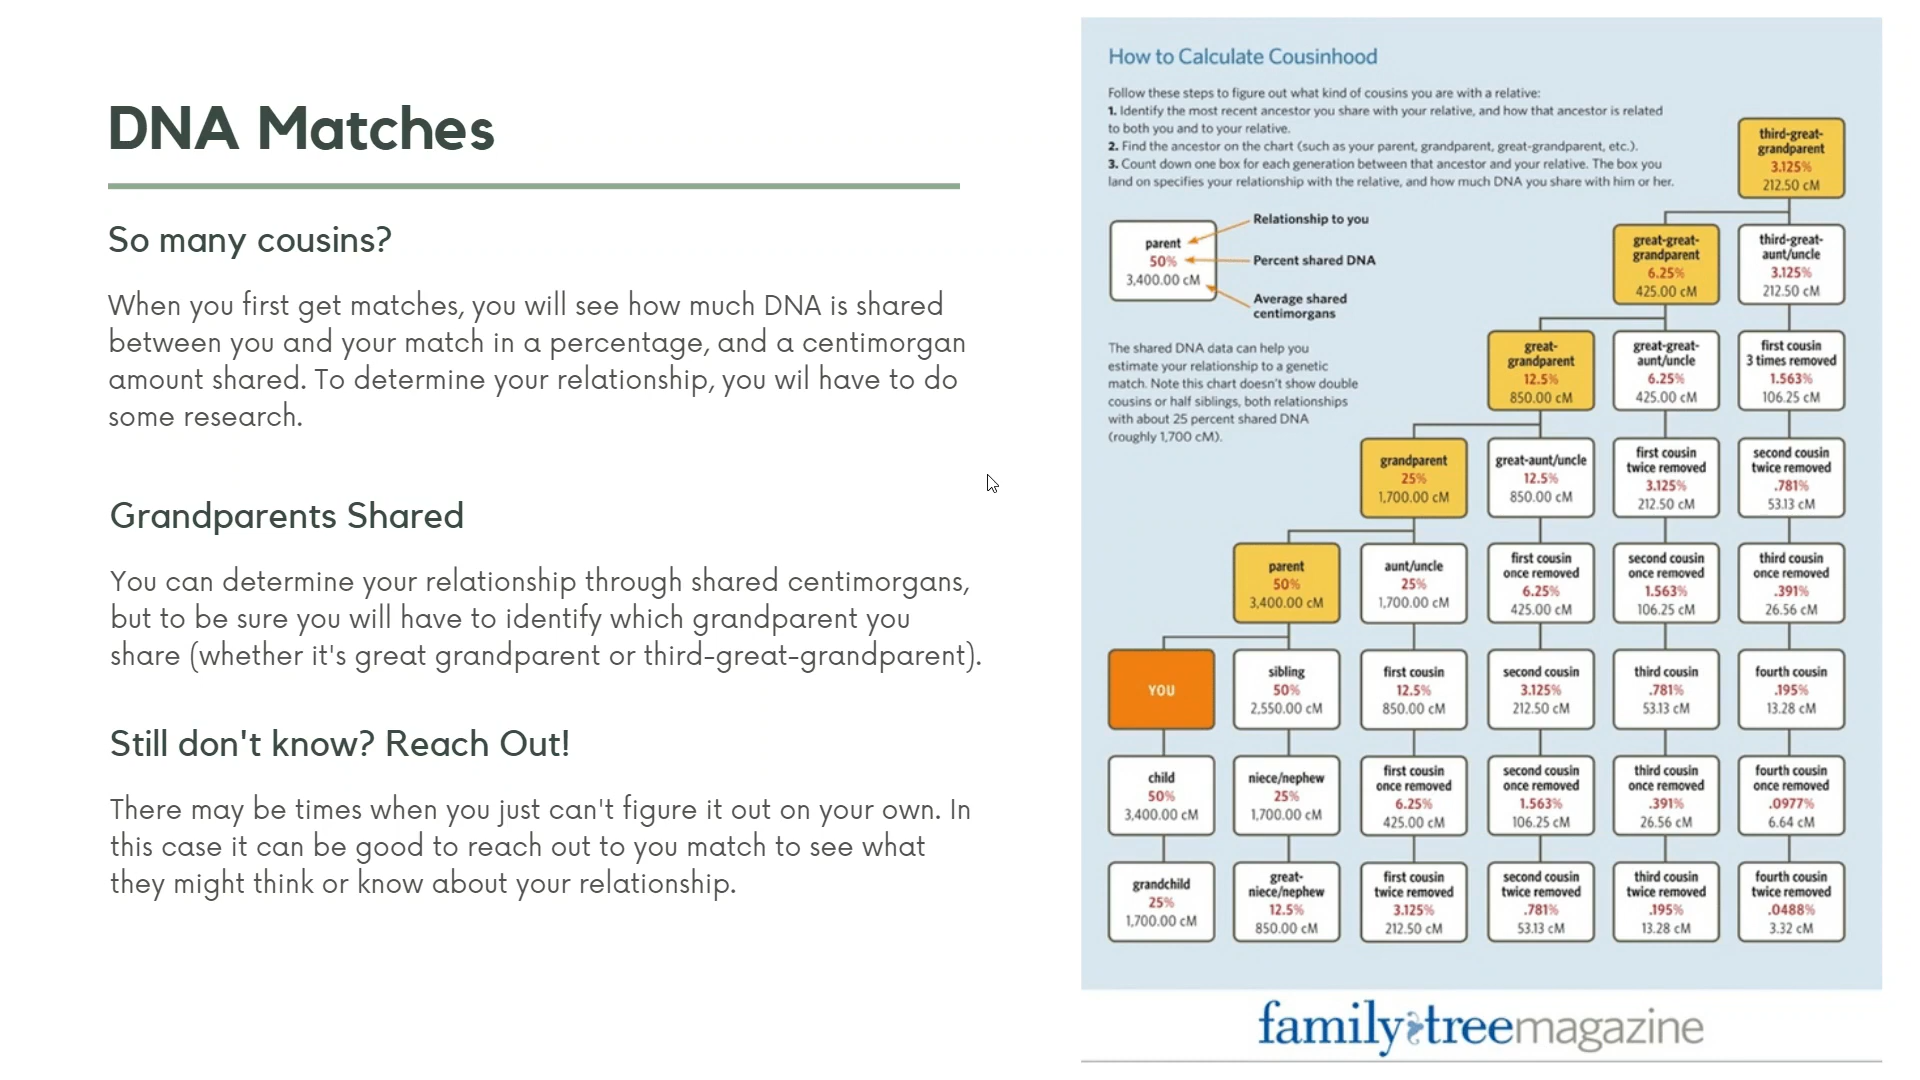 DNA Matches
So many cousins?
When you first get matches, you will see how much DNA is shared
between you and your match in a percentage, and a centimorgan
amount shared. To determine your relationship, you wil have to do
some research.
Grandparents Shared
You can determine your relationship through shared centimorgans,
but to be sure you will have to identify which grandparent you
share (whether it's great grandparent or third-great-grandparent).
Still don't know? Reach Out!
There may be times when you just can't figure it out on your own. In
this case it can be good to reach out to you match to see what
they might think or know about your relationship.
How to Calculate Cousinhood
Follow these steps to figure out what kind of cousins you are with a relative:
1. Identify the most recent ancestor you share with your relative, and how that ancestor is related
to both you and to your relative.
2. Find the ancestor on the chart (such as your parent, grandparent, great-grandparent, etc.).
3. Count down one box for each generation between that ancestor and your relative. The box you
land on specifies your relationship with the relative, and how much DNA you share with him or her.
parent
50%
3,400.00 cM
Relationship to you
Percent shared DNA
Average shared
centimorgans
The shared DNA data can help you
estimate your relationship to a genetic
match. Note this chart doesn't show double
cousins or half siblings, both relationships
with about 25 percent shared DNA
(roughly 1,700 cM).
third-great-
grandparent
3.125%
212.50 cM
great-great-
grandparent
6.25%
425.00 cM
third-great-
aunt/uncle
3.125%
212.50 cM
great-
grandparent
12.5%
850.00 cM
great-great-
aunt/uncle
6.25%
425.00 cM
first cousin
3 times removed
1.563%
106.25 cM
grandparent
25%
1,700.00 cM
great-aunt/uncle
12.5%
850.00 cM
first cousin
twice removed
3.125%
212.50 cM
second cousin
twice removed
.781%
53.13 cM
parent
50%
3,400.00 cM
aunt/uncle
25%
1,700.00 cM
first cousin
once removed
6.25%
425.00 cM
second cousin
once removed
1.563%
106.25 cM
third cousin
once removed
.391%
26.56 cM
YOU
sibling
50%
2,550.00 cM
first cousin
12.5%
850.00 cM
second cousin
3.125%
212.50 cM
third cousin
.781%
53.13 cM
fourth cousin
.195%
13.28 cM
child
50%
3,400.00 cM
niece/nephew
25%
1,700.00 cM
first cousin
once removed
6.25%
425.00 cM
second cousin
once removed
1.563%
106.25 cM
third cousin
once removed
.391%
26.56 cM
fourth cousin
once removed
.0977%
6.64 cM
grandchild
25%
1,700.00 cM
great-
niece/nephew
12.5%
850.00 cM
first cousin
twice removed
3.125%
212.50 cM
second cousin
twice removed
.781%
53.13 cM
third cousin
twice removed
.195%
13.28 cM
fourth cousin
twice removed
.0488%
3.32 cM
familytreemagazine